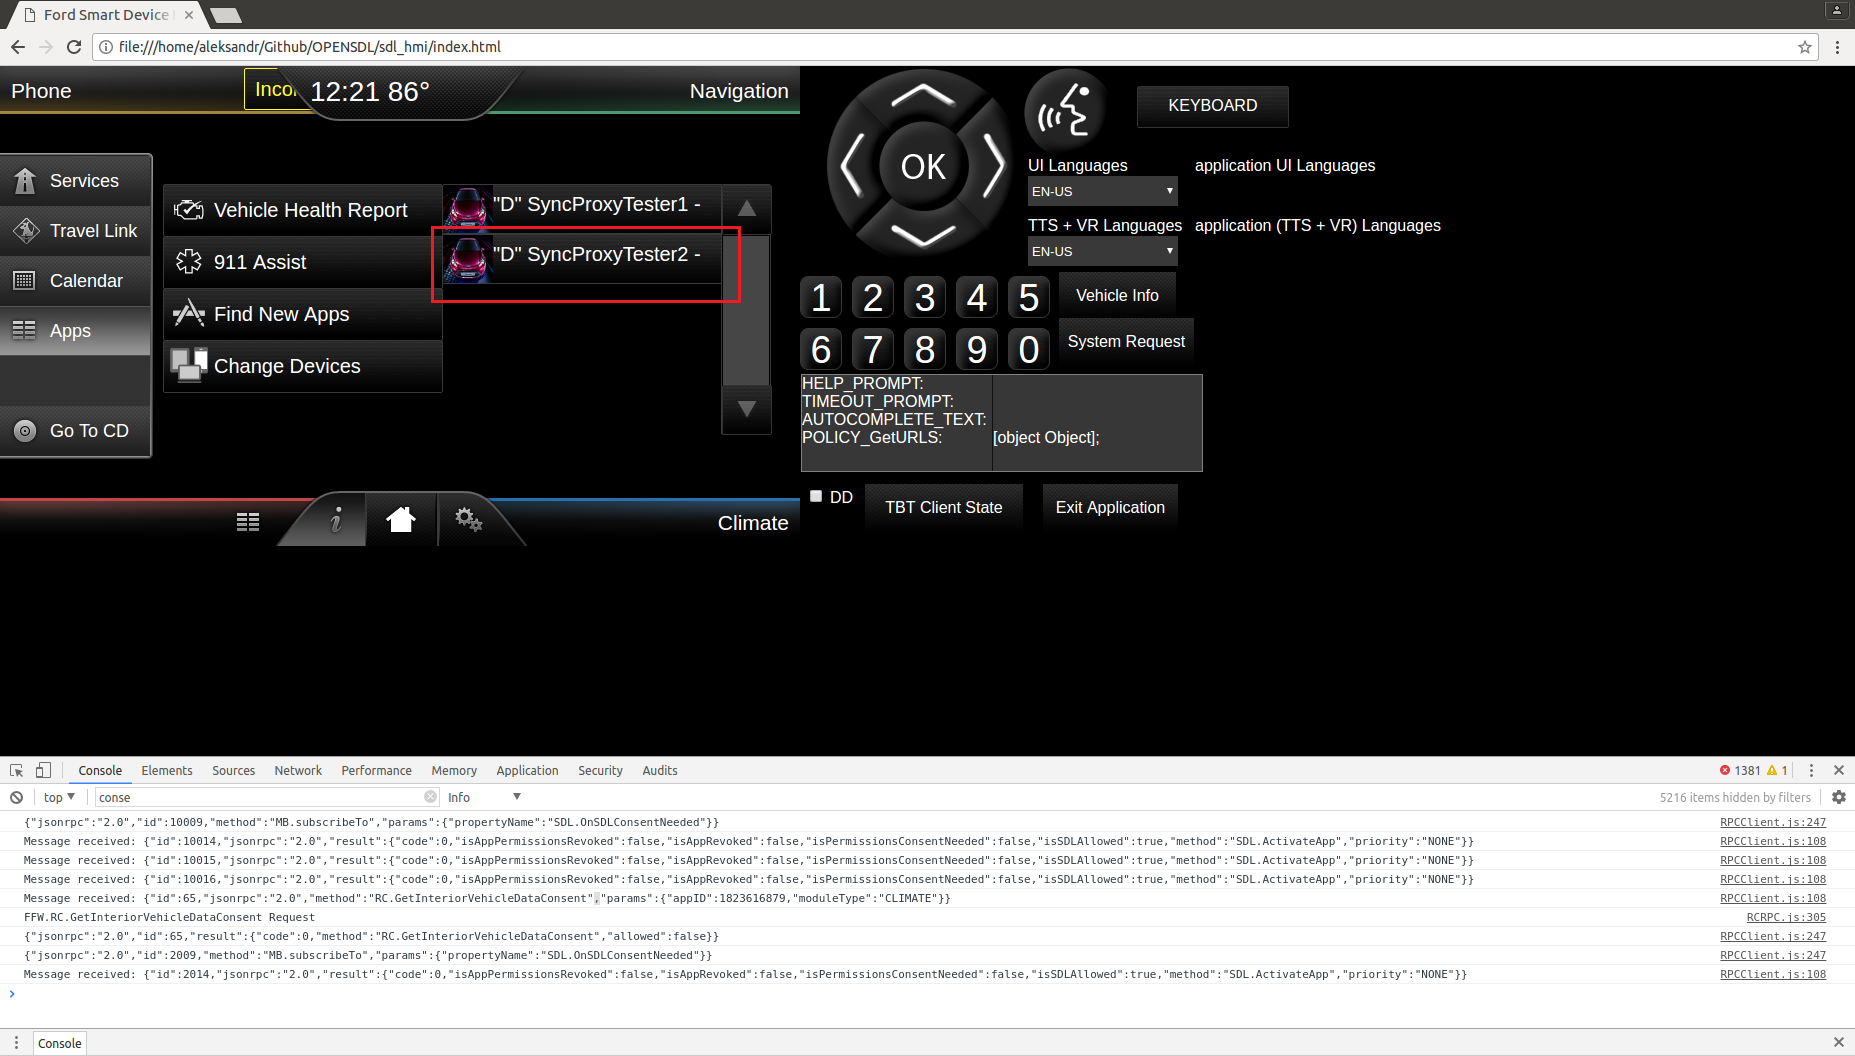 Ford Smart Device
file:///home/aleksandr/Github/OPENSDL/sdl_hmi/index.html
Phone
Incor
12:21 86°
Navigation
Services
Travel Link
Calendar
Apps
Go To CD
Vehicle Health Report
911 Assist
Find New Apps
Change Devices
"D" SyncProxyTester1 -
"D" SyncProxyTester2 -
Climate
OK
KEYBOARD
UI Languages
application UI Languages
EN-US
TTS + VR Languages
application (TTS + VR) Languages
EN-US
1 2 3 4 5
Vehicle Info
6 7 8 9 0
System Request
HELP_PROMPT:
TIMEOUT_PROMPT:
AUTOCOMPLETE_TEXT:
POLICY_GetURLS: [object Object];
DD
TBT Client State
Exit Application
Console Elements Sources Network Performance Memory Application Security Audits 1381 1
top conse Info 5216 items hidden by filters
{"jsonrpc":"2.0","id":10009,"method":"MB.subscribeTo","params":{"propertyName":"SDL.OnSDLConsentNeeded"}} RPCClient.js:247
Message received: {"id":10014,"jsonrpc":"2.0","result":{"code":0,"isAppPermissionsRevoked":false,"isAppRevoked":false,"isPermissionsConsentNeeded":false,"isSDLAllowed":true,"method":"SDL.ActivateApp","priority":"NONE"}} RPCClient.js:108
Message received: {"id":10015,"jsonrpc":"2.0","result":{"code":0,"isAppPermissionsRevoked":false,"isAppRevoked":false,"isPermissionsConsentNeeded":false,"isSDLAllowed":true,"method":"SDL.ActivateApp","priority":"NONE"}} RPCClient.js:108
Message received: {"id":10016,"jsonrpc":"2.0","result":{"code":0,"isAppPermissionsRevoked":false,"isAppRevoked":false,"isPermissionsConsentNeeded":false,"isSDLAllowed":true,"method":"SDL.ActivateApp","priority":"NONE"}} RPCClient.js:108
Message received: {"id":65,"jsonrpc":"2.0","method":"RC.GetInteriorVehicleDataConsent","params":{"appID":1823616879,"moduleType":"CLIMATE"}} RPCClient.js:108
FFW.RC.GetInteriorVehicleDataConsent Request RCRPC.js:305
{"jsonrpc":"2.0","id":65,"result":{"code":0,"method":"RC.GetInteriorVehicleDataConsent","allowed":false}} RPCClient.js:247
{"jsonrpc":"2.0","id":2009,"method":"MB.subscribeTo","params":{"propertyName":"SDL.OnSDLConsentNeeded"}} RPCClient.js:247
Message received: {"id":2014,"jsonrpc":"2.0","result":{"code":0,"isAppPermissionsRevoked":false,"isAppRevoked":false,"isPermissionsConsentNeeded":false,"isSDLAllowed":true,"method":"SDL.ActivateApp","priority":"NONE"}} RPCClient.js:108
Console